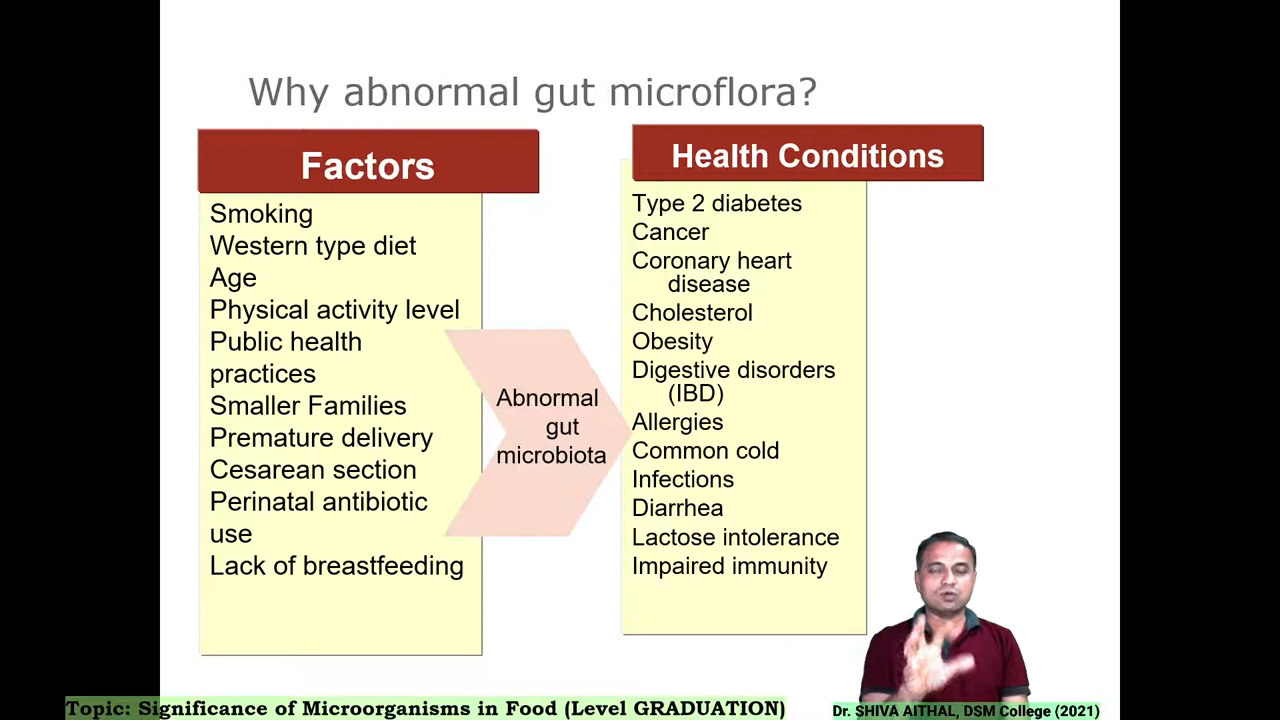 Why abnormal gut microflora?
Factors
Smoking
Western type diet
Age
Physical activity level
Public health
practices
Smaller Families
Premature delivery
Cesarean section
Perinatal antibiotic
use
Lack of breastfeeding
Abnormal
gut
microbiota
Health Conditions
Type 2 diabetes
Cancer
Coronary heart
disease
Cholesterol
Obesity
Digestive disorders
(IBD)
Allergies
Common cold
Infections
Diarrhea
Lactose intolerance
Impaired immunity
Topic: Significance of Microorganisms in Food (Level GRADUATION)
Dr. SHIVA AITHAL, DSM College (2021)